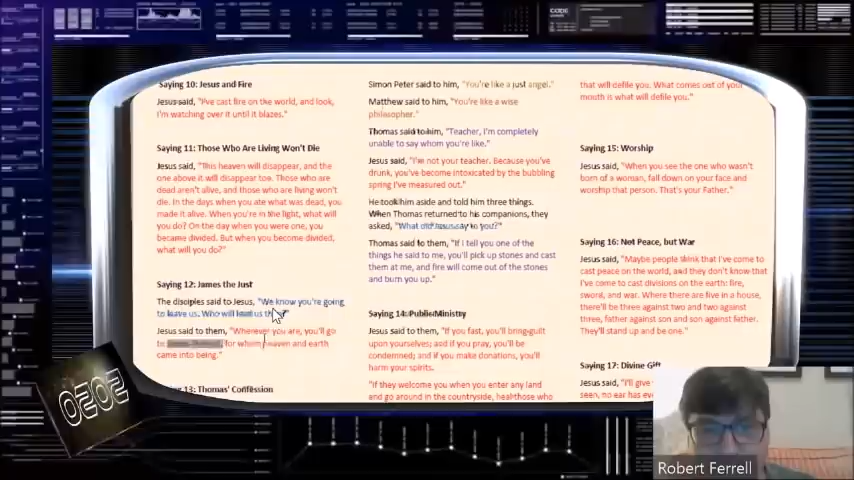 Saying 10: Jesus and Fire
Jesus said, "I've cast fire on the world, and look,
I'm watching over it until it blazes."
Saying 11: Those Who Are Living Won't Die
Jesus said, "This heaven will disappear, and the
one above it will disappear too. Those who are
dead aren't alive, and those who are living won't
die. In the days when you ate what was dead, you
made it alive. When you're in the light, what will
you do? On the day when you were one, you
became divided. But when you become divided,
what will you do?"
Saying 12: James the Just
The disciples said to Jesus, "We know you're going
to leave us. Who will lead us
Jesus said to them, "Wherever you are, you'll go
to for whom heaven and earth
came into being."
13: Thomas' Confession
Simon Peter said to him, "You're like a just angel."
Matthew said to him, "You're like a wise
philosopher."
Thomas said to him, "Teacher, I'm completely
unable to say whom you're like."
Jesus said, "I'm not your teacher. Because you've
drunk, you've become intoxicated by the bubbling
spring I've measured out."
He took him aside and told him three things.
When Thomas returned to his companions, they
asked, "What did Jesus say to you?"
Thomas said to them, "If I tell you one of the
things he said to me, you'll pick up stones and cast
them at me, and fire will come out of the stones
and burn you up."
Saying 14: Public Ministry
Jesus said to them, "If you fast, you'll bring guilt
upon yourselves; and if you pray, you'll be
condemned; and if you make donations, you'll
harm your spirits.
"If they welcome you when you enter any land
and go around in the countryside, heal those who
that will defile you. What comes out of your
mouth is what will defile you."
Saying 15: Worship
Jesus said, "When you see the one who wasn't
born of a woman, fall down on your face and
worship that person. That's your Father."
Saying 16: Not Peace, but War
Jesus said, "Maybe people think that I've come to
cast peace on the world, and they don't know that
I've come to cast divisions on the earth: fire,
sword, and war. Where there are five in a house,
there'll be three against two and two against
three, father against son and son against father.
They'll stand up and be one."
Saying 17: Divine Gift
Jesus said, "I'll give
seen, no ear has
2020
Robert Ferrell